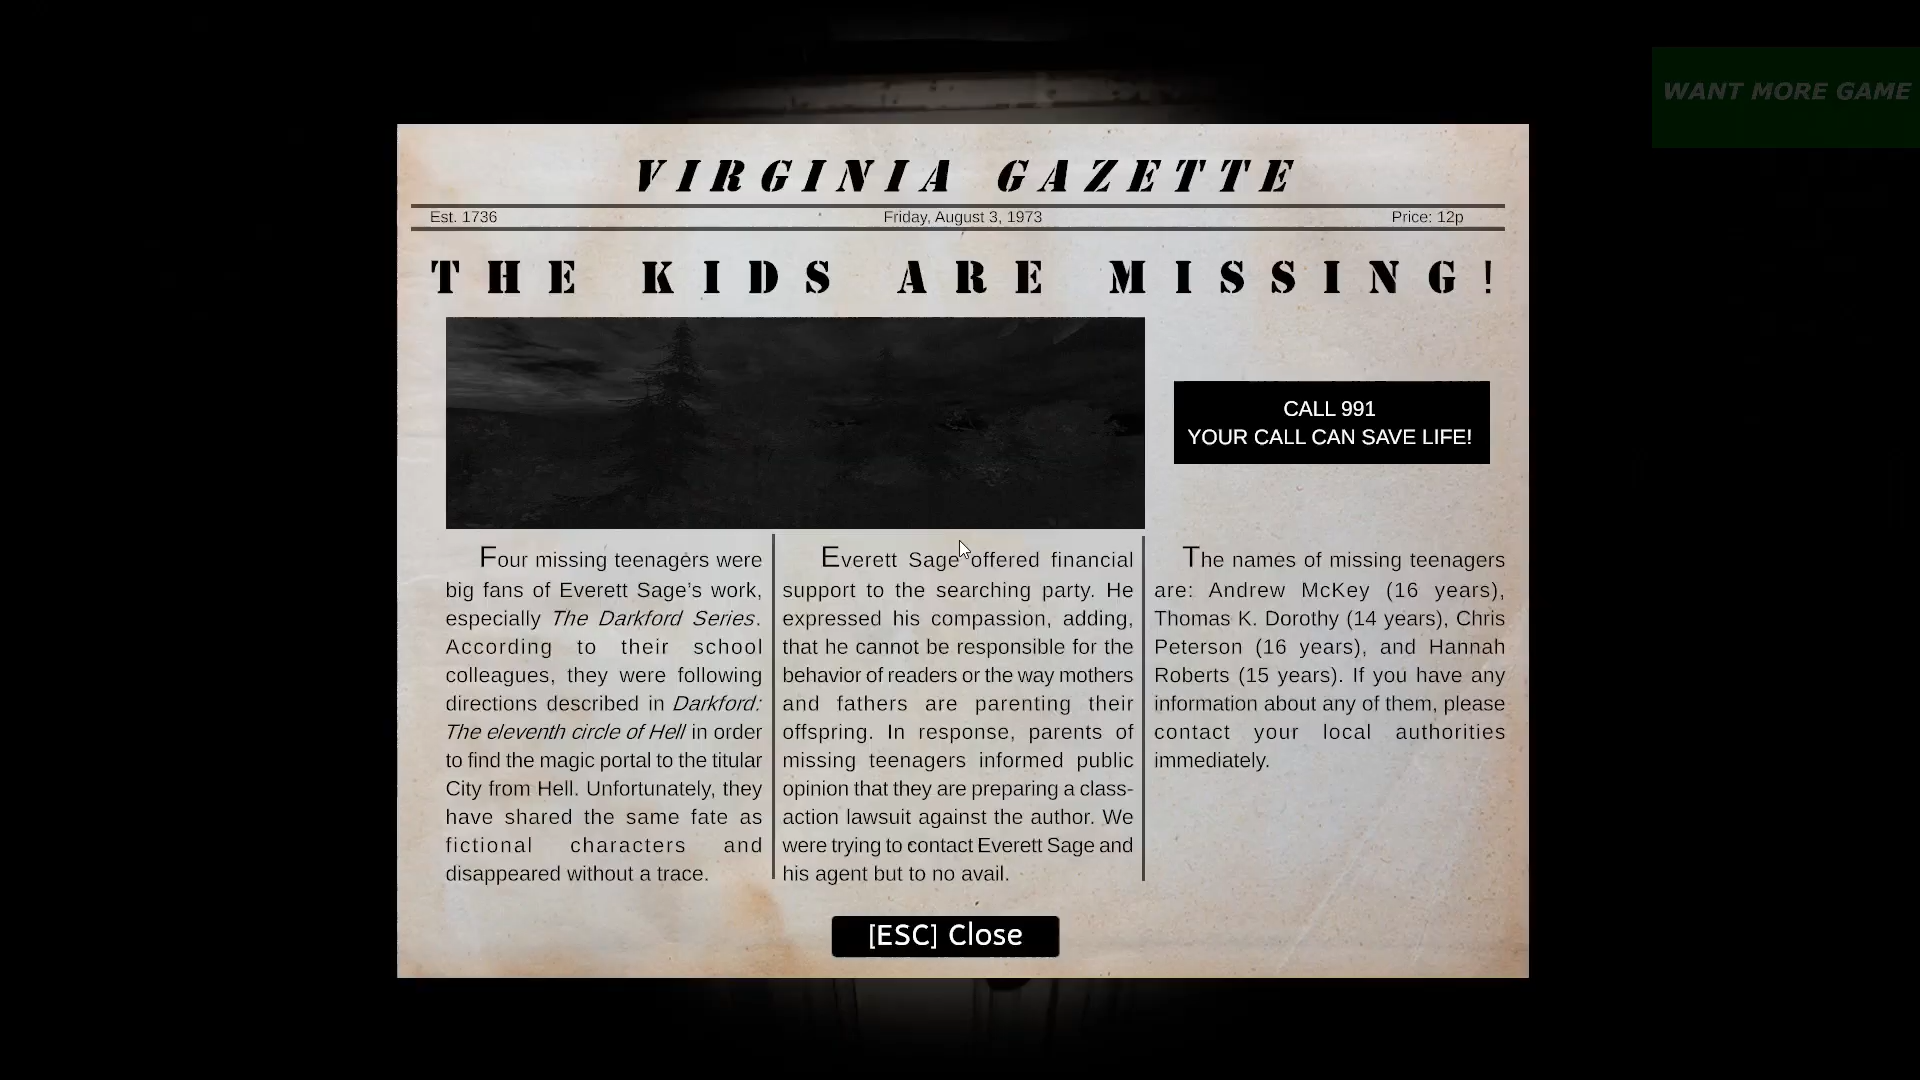 WANT MORE GAME
VIRGINIA GAZETTE
Est. 1736 Friday, August 3, 1973 Price: 12p
THE KIDS ARE MISSING!
CALL 991
YOUR CALL CAN SAVE LIFE!
Four missing teenagers were
big fans of Everett Sage's work,
especially The Darkford Series.
According to their school
colleagues, they were following
directions described in Darkford:
The eleventh circle of Hell in order
to find the magic portal to the titular
City from Hell. Unfortunately, they
have shared the same fate as
fictional characters and
disappeared without a trace.
Everett Sage offered financial
support to the searching party. He
expressed his compassion, adding,
that he cannot be responsible for the
behavior of readers or the way mothers
and fathers are parenting their
offspring. In response, parents of
missing teenagers informed public
opinion that they are preparing a class-
action lawsuit against the author. We
were trying to contact Everett Sage and
his agent but to no avail.
The names of missing teenagers
are: Andrew McKey (16 years),
Thomas K. Dorothy (14 years), Chris
Peterson (16 years), and Hannah
Roberts (15 years). If you have any
information about any of them, please
contact your local authorities
immediately.
[ESC] Close